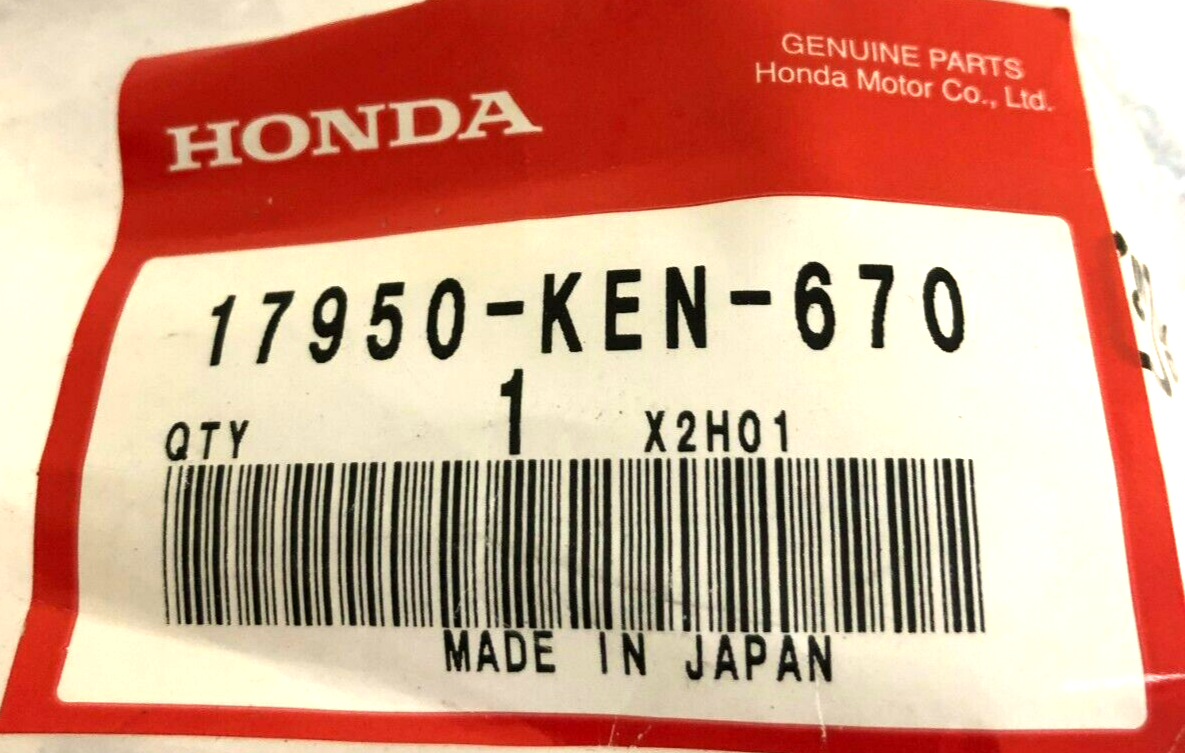 HONDA
GENUINE PARTS
Honda Motor Co., Ltd.
17950-KEN-670
QTY 1 X2H01
MADE IN JAPAN